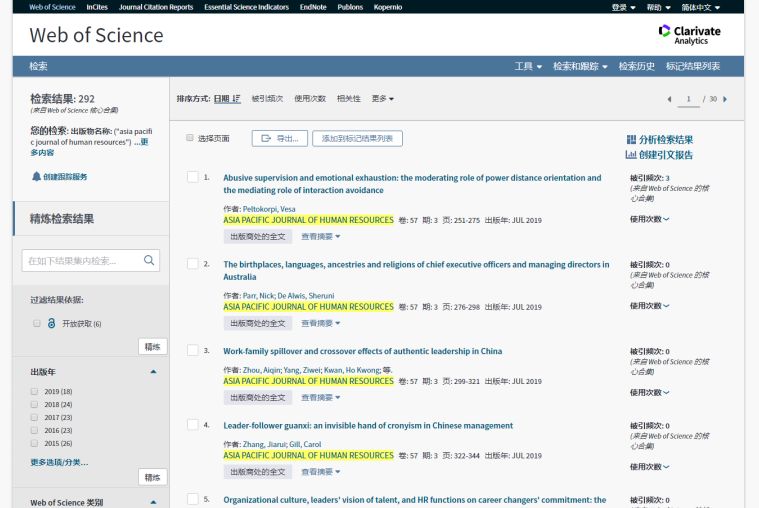 Web of Science InCites Journal Citation Reports Essential Science Indicators EndNote Publons Kopernio 登录 帮助 简体中文
Web of Science
Clarivate
Analytics
检索 工具 检索和跟踪 检索历史 标记结果列表
检索结果: 292
(来自 Web of Science 核心合集)
您的检索: 出版物名称: ("asia pacifi
c journal of human resources") ...更
多内容
创建跟踪服务
精炼检索结果
在如下结果集内检索...
过滤结果依据:
开放获取 (6)
精炼
出版年
2019 (18)
2018 (24)
2017 (23)
2016 (23)
2015 (26)
更多选项/分类...
精炼
Web of Science 类别
排序方式: 日期 被引频次 使用次数 相关性 更多
1 / 30
选择页面 导出... 添加到标记结果列表
分析检索结果
创建引文报告
1. Abusive supervision and emotional exhaustion: the moderating role of power distance orientation and
the mediating role of interaction avoidance
作者: Peltokorpi, Vesa
ASIA PACIFIC JOURNAL OF HUMAN RESOURCES 卷: 57 期: 3 页: 251-275 出版年: JUL 2019
出版商处的全文 查看摘要
被引频次: 3
(来自 Web of Science 的核
心合集)
使用次数
2. The birthplaces, languages, ancestries and religions of chief executive officers and managing directors in
Australia
作者: Parr, Nick; De Alwis, Sheruni
ASIA PACIFIC JOURNAL OF HUMAN RESOURCES 卷: 57 期: 3 页: 276-298 出版年: JUL 2019
出版商处的全文 查看摘要
被引频次: 0
(来自 Web of Science 的核
心合集)
使用次数
3. Work-family spillover and crossover effects of authentic leadership in China
作者: Zhou, Aiqin; Yang, Ziwei; Kwan, Ho Kwong; 等.
ASIA PACIFIC JOURNAL OF HUMAN RESOURCES 卷: 57 期: 3 页: 299-321 出版年: JUL 2019
出版商处的全文 查看摘要
被引频次: 0
(来自 Web of Science 的核
心合集)
使用次数
4. Leader-follower guanxi: an invisible hand of cronyism in Chinese management
作者: Zhang, Jiarui; Gill, Carol
ASIA PACIFIC JOURNAL OF HUMAN RESOURCES 卷: 57 期: 3 页: 322-344 出版年: JUL 2019
出版商处的全文 查看摘要
被引频次: 0
(来自 Web of Science 的核
心合集)
使用次数
5. Organizational culture, leaders' vision of talent, and HR functions on career changers' commitment: the
被引频次: 0